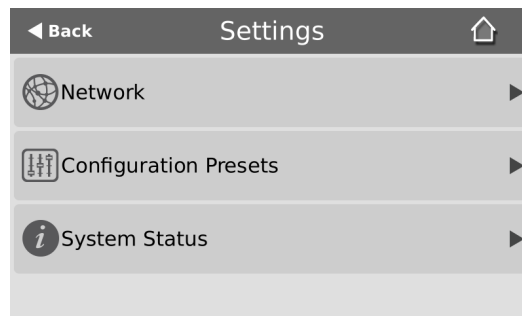 Back
Settings
Network
Configuration Presets
System Status